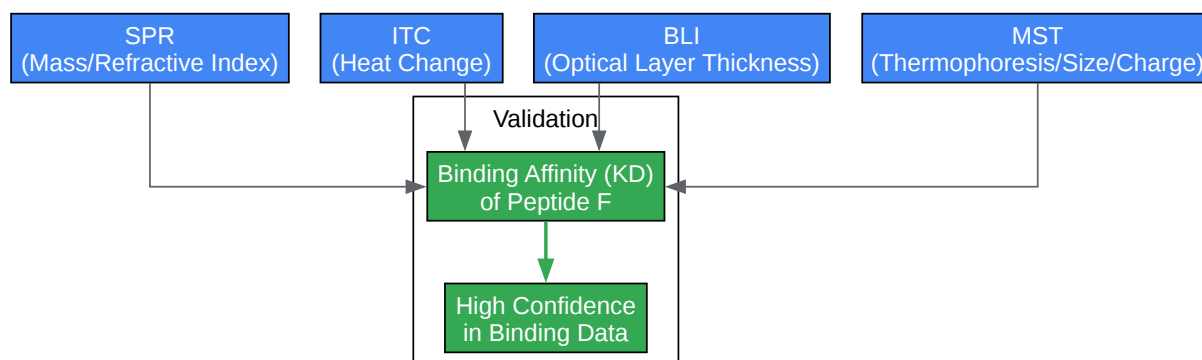 SPR
(Mass/Refractive Index)
ITC
(Heat Change)
BLI
(Optical Layer Thickness)
MST
(Thermophoresis/Size/Charge)
Validation
Binding Affinity (KD)
of Peptide F
High Confidence
in Binding Data